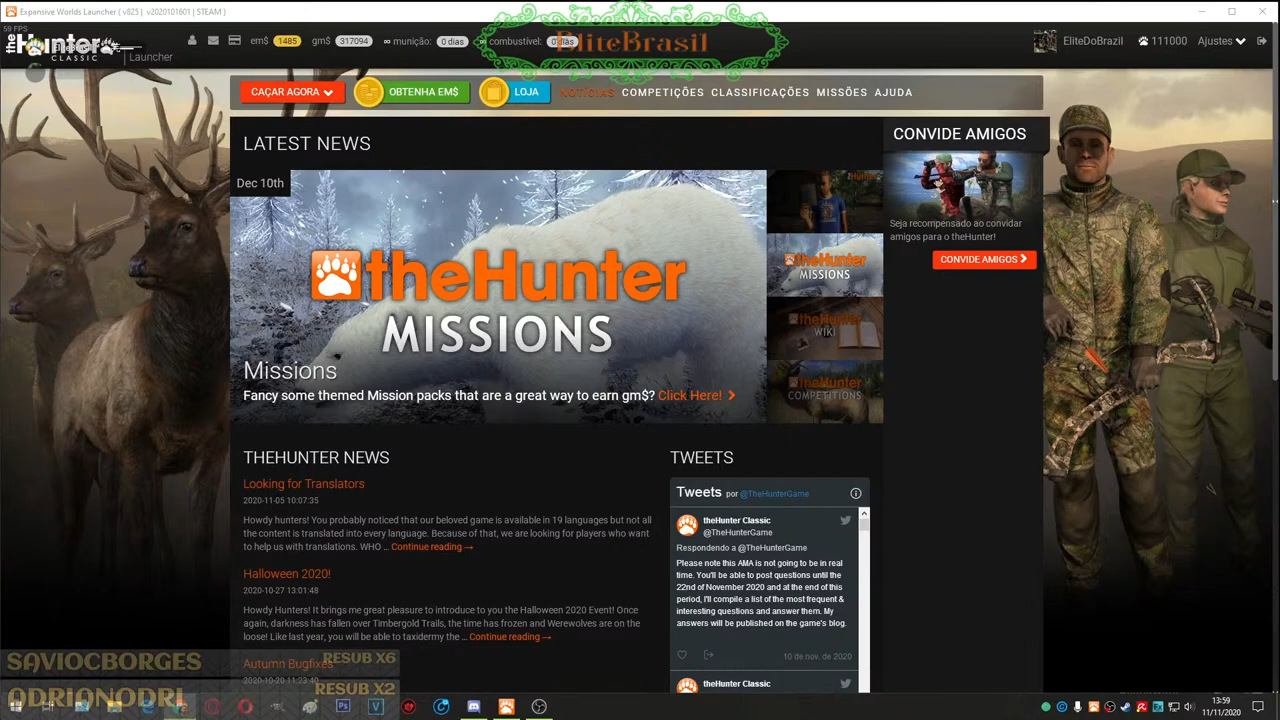 Expansive Worlds Launcher ( v825 | v2020101601 | STEAM )
59 FPS
theHunter
CLASSIC
| Launcher
em$ 1485 gm$ 317094 ∞ munição: 0 dias ∞ combustível: 0 dias
EliteBrasil
EliteDoBrazil 111000 Ajustes
CAÇAR AGORA OBTENHA EM$ LOJA NOTÍCIAS COMPETIÇÕES CLASSIFICAÇÕES MISSÕES AJUDA
LATEST NEWS
Dec 10th
theHunter
MISSIONS
Missions
Fancy some themed Mission packs that are a great way to earn gm$? Click Here!
theHunter
MISSIONS
theHunter
WIKI
theHunter
COMPETITIONS
CONVIDE AMIGOS
Seja recompensado ao convidar
amigos para o theHunter!
CONVIDE AMIGOS
THEHUNTER NEWS
Looking for Translators
2020-11-05 10:07:35
Howdy hunters! You probably noticed that our beloved game is available in 19 languages but not all
the content is translated into every language. Because of that, we are looking for players who want
to help us with translations. WHO ... Continue reading →
Halloween 2020!
2020-10-27 13:01:48
Howdy Hunters! It brings me great pleasure to introduce to you the Halloween 2020 Event! Once
again, darkness has fallen over Timbergold Trails, the time has frozen and Werewolves are on the
loose! Like last year, you will be able to taxidermy the ... Continue reading →
Autumn Bugfixes
2020-10-20 11:23:40
TWEETS
Tweets por @TheHunterGame
theHunter Classic
@TheHunterGame
Respondendo a @TheHunterGame
Please note this AMA is not going to be in real
time. You'll be able to post questions until the
22nd of November 2020 and at the end of this
period, I'll compile a list of the most frequent &
interesting questions and answer them. My
answers will be published on the game's blog.
10 de nov. de 2020
theHunter Classic
SAVIOCBORGES RESUB X6
ADRIANODRL RESUB X2
13:59
11/11/2020